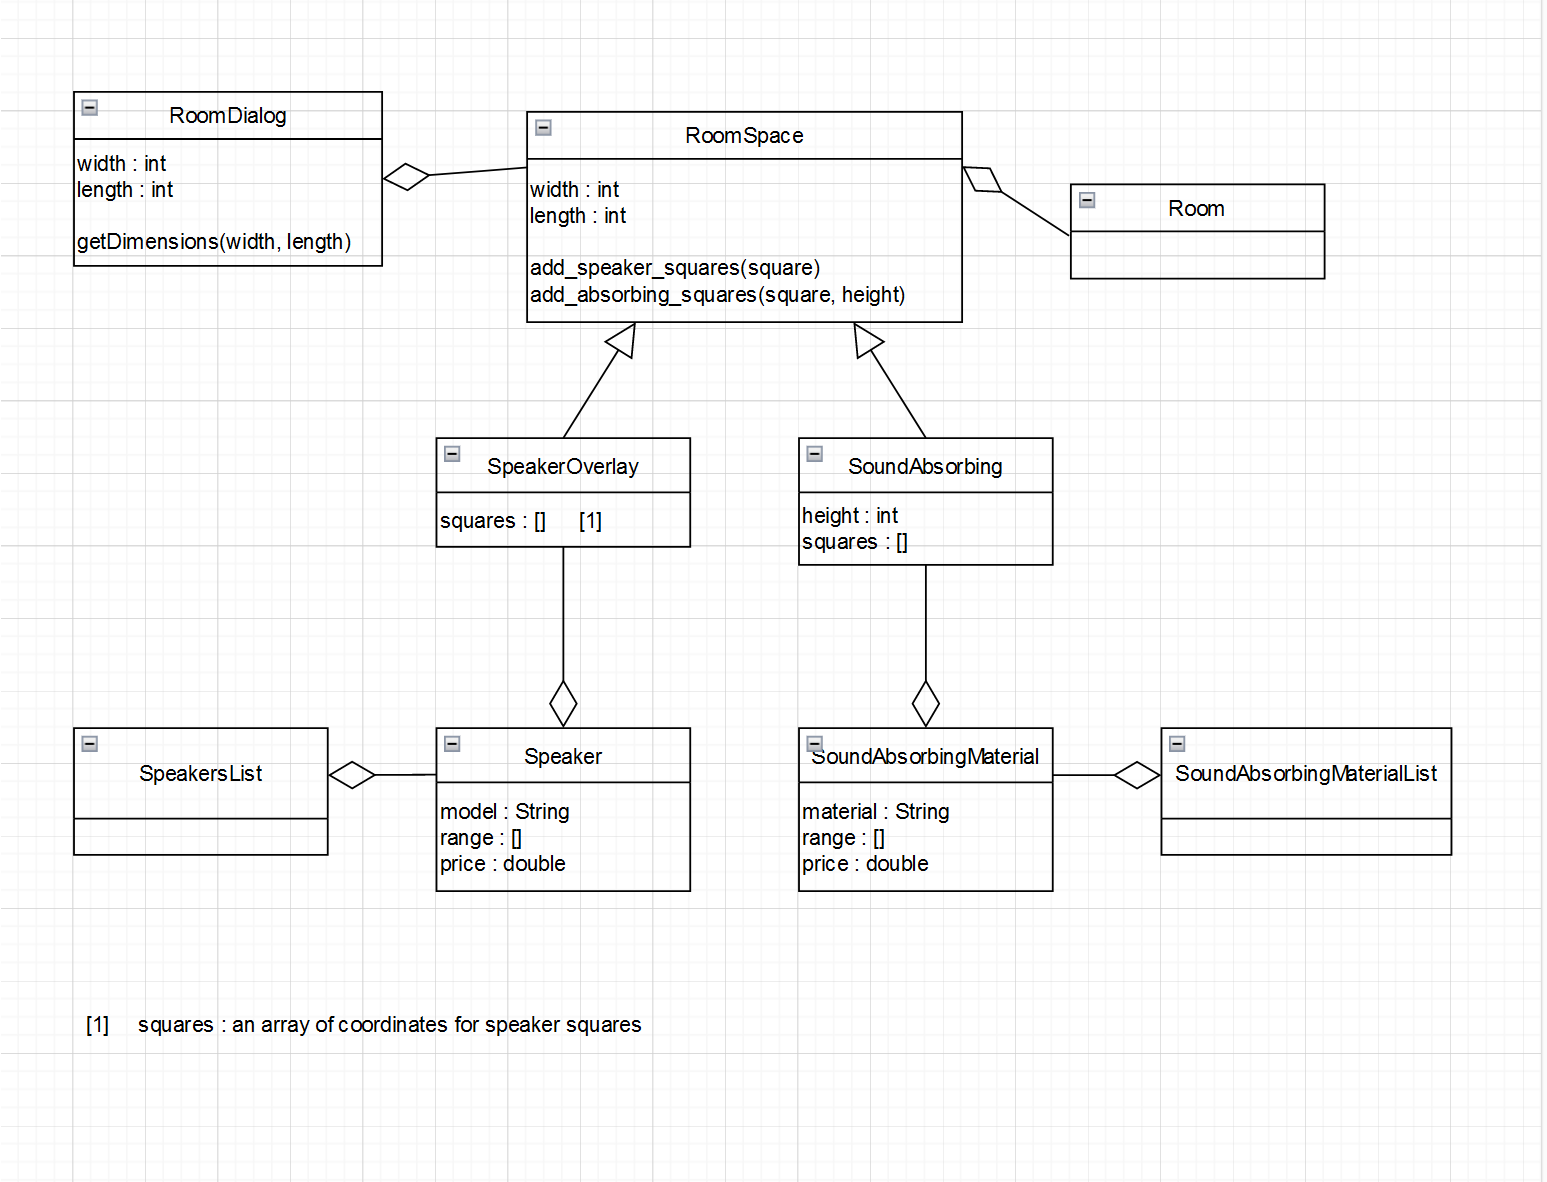 RoomDialog
width : int
length : int
getDimensions(width, length)
RoomSpace
width : int
length : int
add_speaker_squares(square)
add_absorbing_squares(square, height)
Room
SpeakerOverlay
squares : [] [1]
SoundAbsorbing
height : int
squares : []
SpeakersList
Speaker
model : String
range : []
price : double
SoundAbsorbingMaterial
material : String
range : []
price : double
SoundAbsorbingMaterialList
[1] squares : an array of coordinates for speaker squares